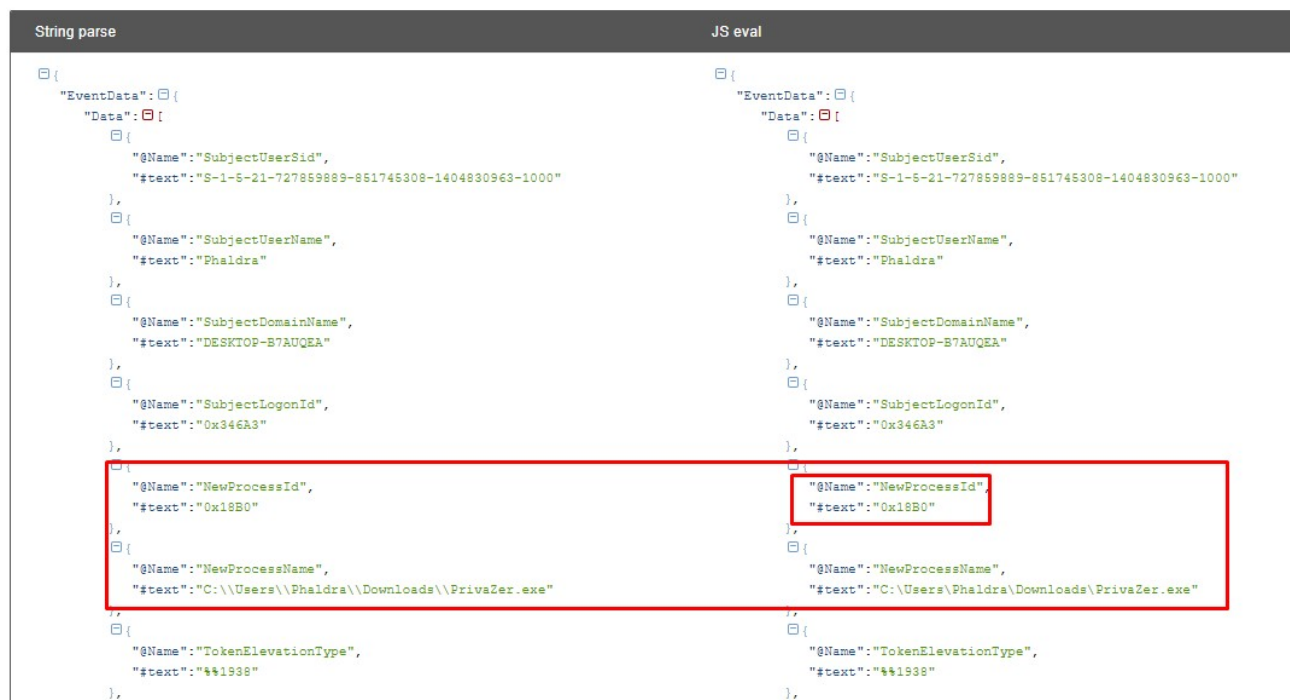 String parse
{
"EventData": {
"Data": [
{
"@Name":"SubjectUserSid",
"#text":"S-1-5-21-727859889-851745308-1404830963-1000"
},
{
"@Name":"SubjectUserName",
"#text":"Phaldra"
},
{
"@Name":"SubjectDomainName",
"#text":"DESKTOP-B7AUQEA"
},
{
"@Name":"SubjectLogonId",
"#text":"0x346A3"
},
{
"@Name":"NewProcessId",
"#text":"0x18B0"
},
{
"@Name":"NewProcessName",
"#text":"C:\\Users\\Phaldra\\Downloads\\PrivaZer.exe"
},
{
"@Name":"TokenElevationType",
"#text":"%%1938"
},
JS eval
{
"EventData": {
"Data": [
{
"@Name":"SubjectUserSid",
"#text":"S-1-5-21-727859889-851745308-1404830963-1000"
},
{
"@Name":"SubjectUserName",
"#text":"Phaldra"
},
{
"@Name":"SubjectDomainName",
"#text":"DESKTOP-B7AUQEA"
},
{
"@Name":"SubjectLogonId",
"#text":"0x346A3"
},
{
"@Name":"NewProcessId",
"#text":"0x18B0"
},
{
"@Name":"NewProcessName",
"#text":"C:\Users\Phaldra\Downloads\PrivaZer.exe"
},
{
"@Name":"TokenElevationType",
"#text":"%%1938"
},